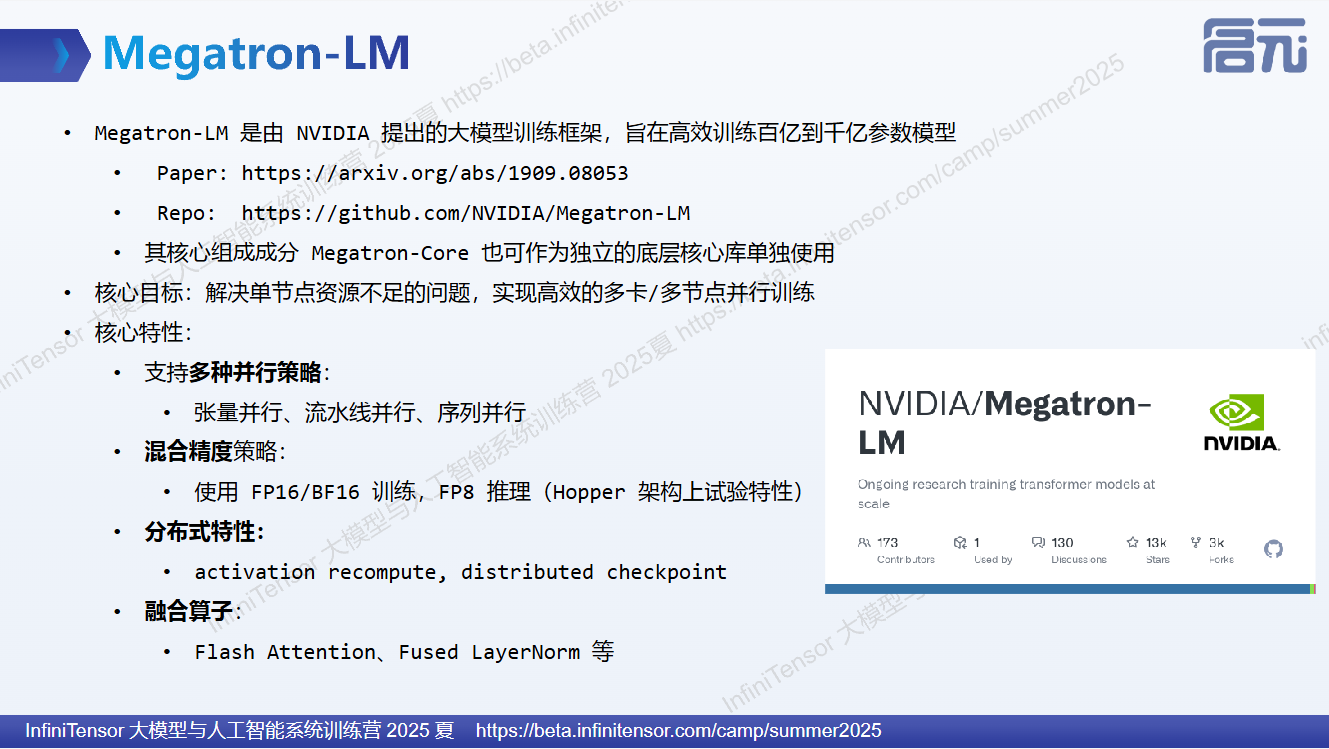 Megatron-LM
启元
• Megatron-LM 是由 NVIDIA 提出的大模型训练框架，旨在高效训练百亿到千亿参数模型
• Paper: https://arxiv.org/abs/1909.08053
• Repo: https://github.com/NVIDIA/Megatron-LM
• 其核心组成成分 Megatron-Core 也可作为独立的底层核心库单独使用
• 核心目标：解决单节点资源不足的问题，实现高效的多卡/多节点并行训练
• 核心特性：
• 支持多种并行策略：
• 张量并行、流水线并行、序列并行
• 混合精度策略：
• 使用 FP16/BF16 训练，FP8 推理（Hopper 架构上试验特性）
• 分布式特性：
• activation recompute, distributed checkpoint
• 融合算子：
• Flash Attention、Fused LayerNorm 等
NVIDIA/Megatron-
LM
NVIDIA.
Ongoing research training transformer models at
scale
173 1 130 13k 3k
Contributors Used by Discussions Stars Forks
InfiniTensor 大模型与人工智能系统训练营 2025夏 https://beta.infinitensor.com/camp/summer2025
InfiniTensor 大模型与人工智能系统训练营 2025 夏 https://beta.infinitensor.com/camp/summer2025